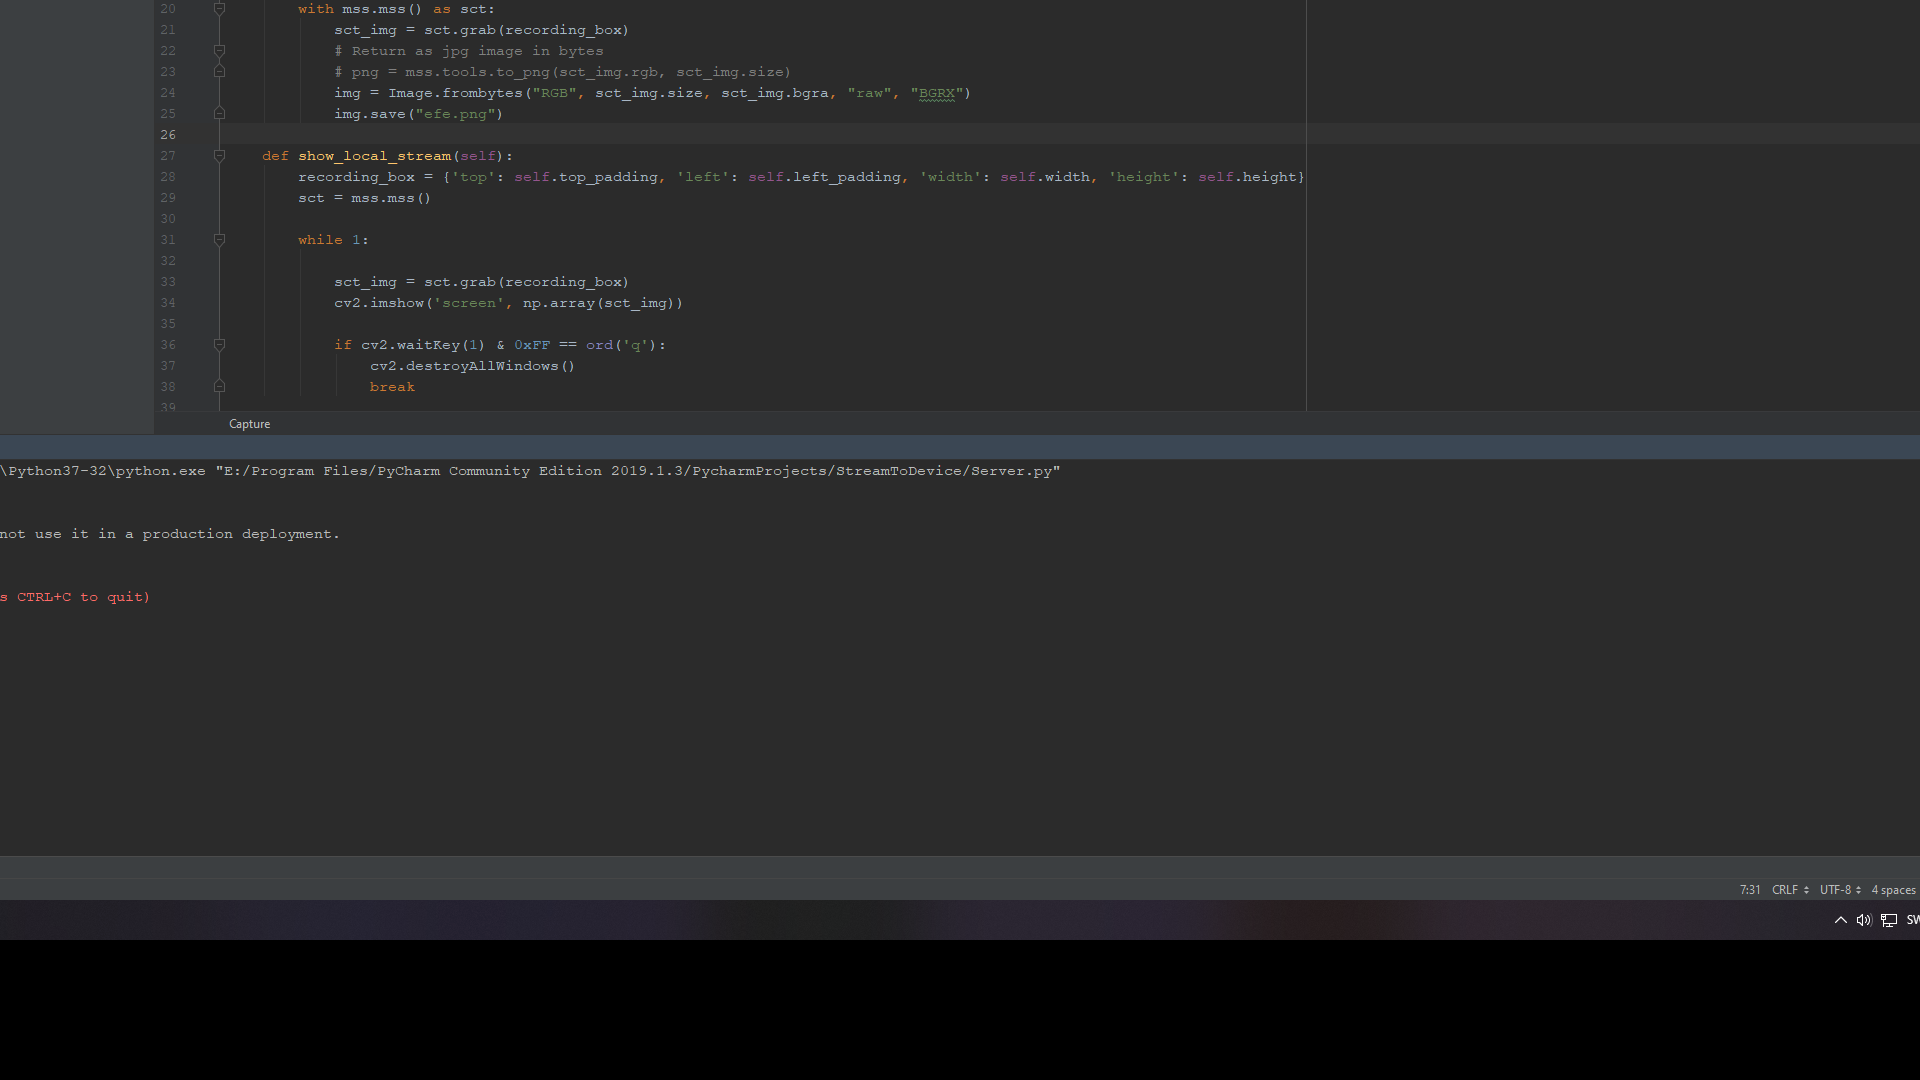 20 with mss.mss() as sct:
21 sct_img = sct.grab(recording_box)
22 # Return as jpg image in bytes
23 # png = mss.tools.to_png(sct_img.rgb, sct_img.size)
24 img = Image.frombytes("RGB", sct_img.size, sct_img.bgra, "raw", "BGRX")
25 img.save("efe.png")
26
27 def show_local_stream(self):
28 recording_box = {'top': self.top_padding, 'left': self.left_padding, 'width': self.width, 'height': self.height}
29 sct = mss.mss()
30
31 while 1:
32
33 sct_img = sct.grab(recording_box)
34 cv2.imshow('screen', np.array(sct_img))
35
36 if cv2.waitKey(1) & 0xFF == ord('q'):
37 cv2.destroyAllWindows()
38 break
39
Capture
\Python37-32\python.exe "E:/Program Files/PyCharm Community Edition 2019.1.3/PycharmProjects/StreamToDevice/Server.py"
not use it in a production deployment.
s CTRL+C to quit)
7:31 CRLF UTF-8 4 spaces
SW